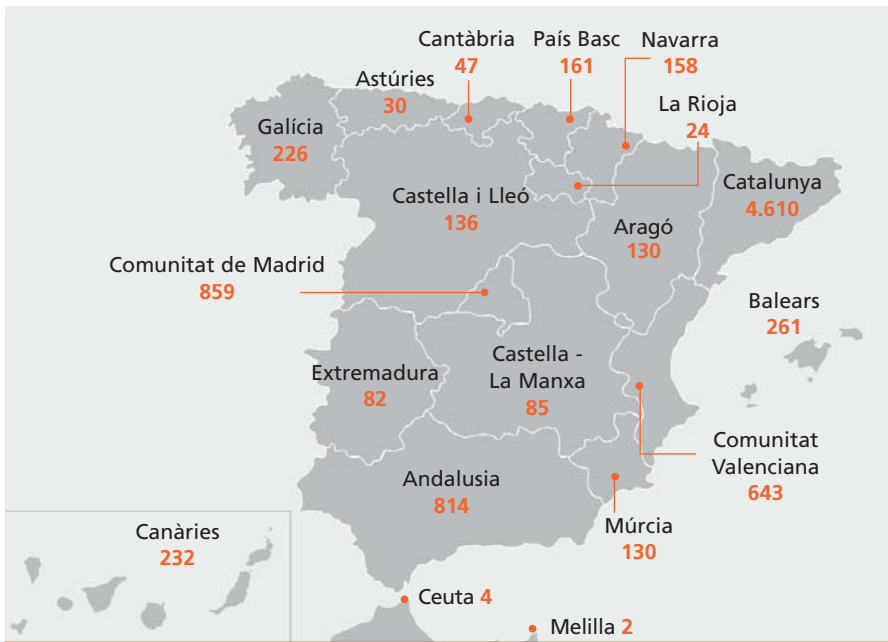 Cantàbria
47
País Basc
161
Navarra
158
Astúries
30
La Rioja
24
Galícia
226
Castella i Lleó
136
Catalunya
4.610
Aragó
130
Comunitat de Madrid
859
Balears
261
Extremadura
82
Castella -
La Manxa
85
Comunitat
Valenciana
643
Andalusia
814
Múrcia
130
Canàries
232
Ceuta 4
Melilla 2